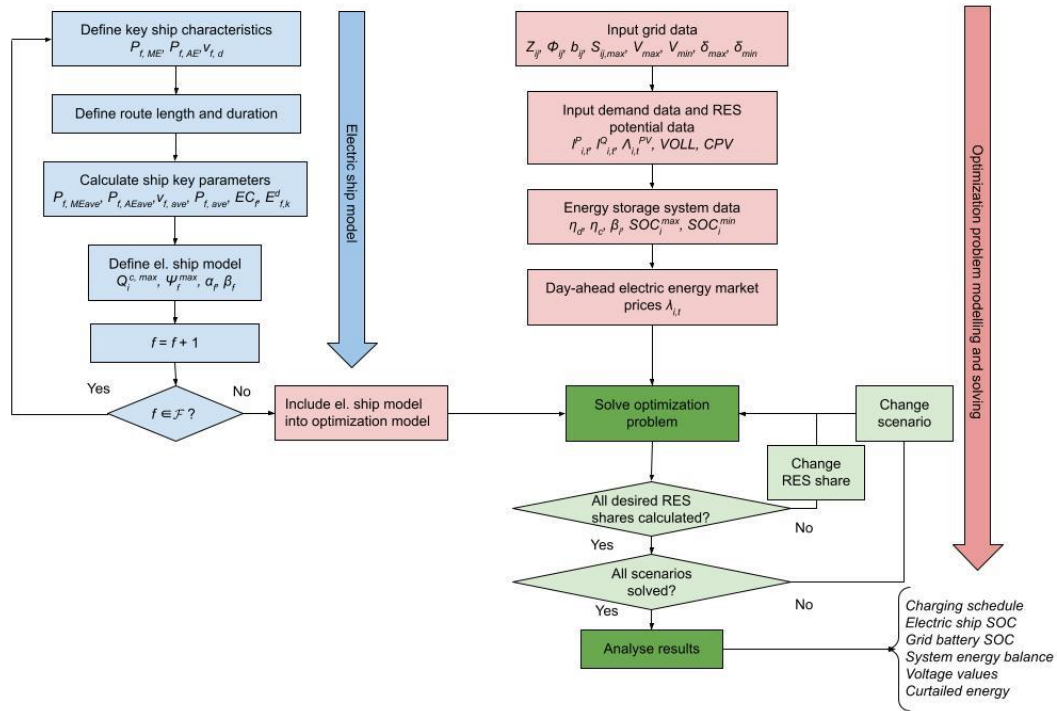 Define key ship characteristics
P_{f, ME}, P_{f, AE}, v_{f, d}
Define route length and duration
Calculate ship key parameters
P_{f, MEave}, P_{f, AEave}, v_{f, ave}, P_{f, ave}, EC_f, E^d_{f,k}
Define el. ship model
Q_i^{c, max}, Ψ_f^{max}, α_f, β_f
f = f + 1
Yes
No
f ∈ ℱ ?
Include el. ship model
into optimization model
Electric ship model
Input grid data
Z_{ij}, Φ_{ij}, b_{ij}, S_{ij,max}, V_{max}, V_{min}, δ_{max}, δ_{min}
Input demand data and RES
potential data
l^P_{i,t}, l^Q_{i,t}, Λ_{i,t}^{PV}, VOLL, CPV
Energy storage system data
η_d, η_c, β_i, SOC_i^{max}, SOC_i^{min}
Day-ahead electric energy market
prices λ_{i,t}
Solve optimization
problem
Change
scenario
Change
RES share
All desired RES
shares calculated?
No
Yes
All scenarios
solved?
No
Yes
Analyse results
Optimization problem modelling and solving
Charging schedule
Electric ship SOC
Grid battery SOC
System energy balance
Voltage values
Curtailed energy